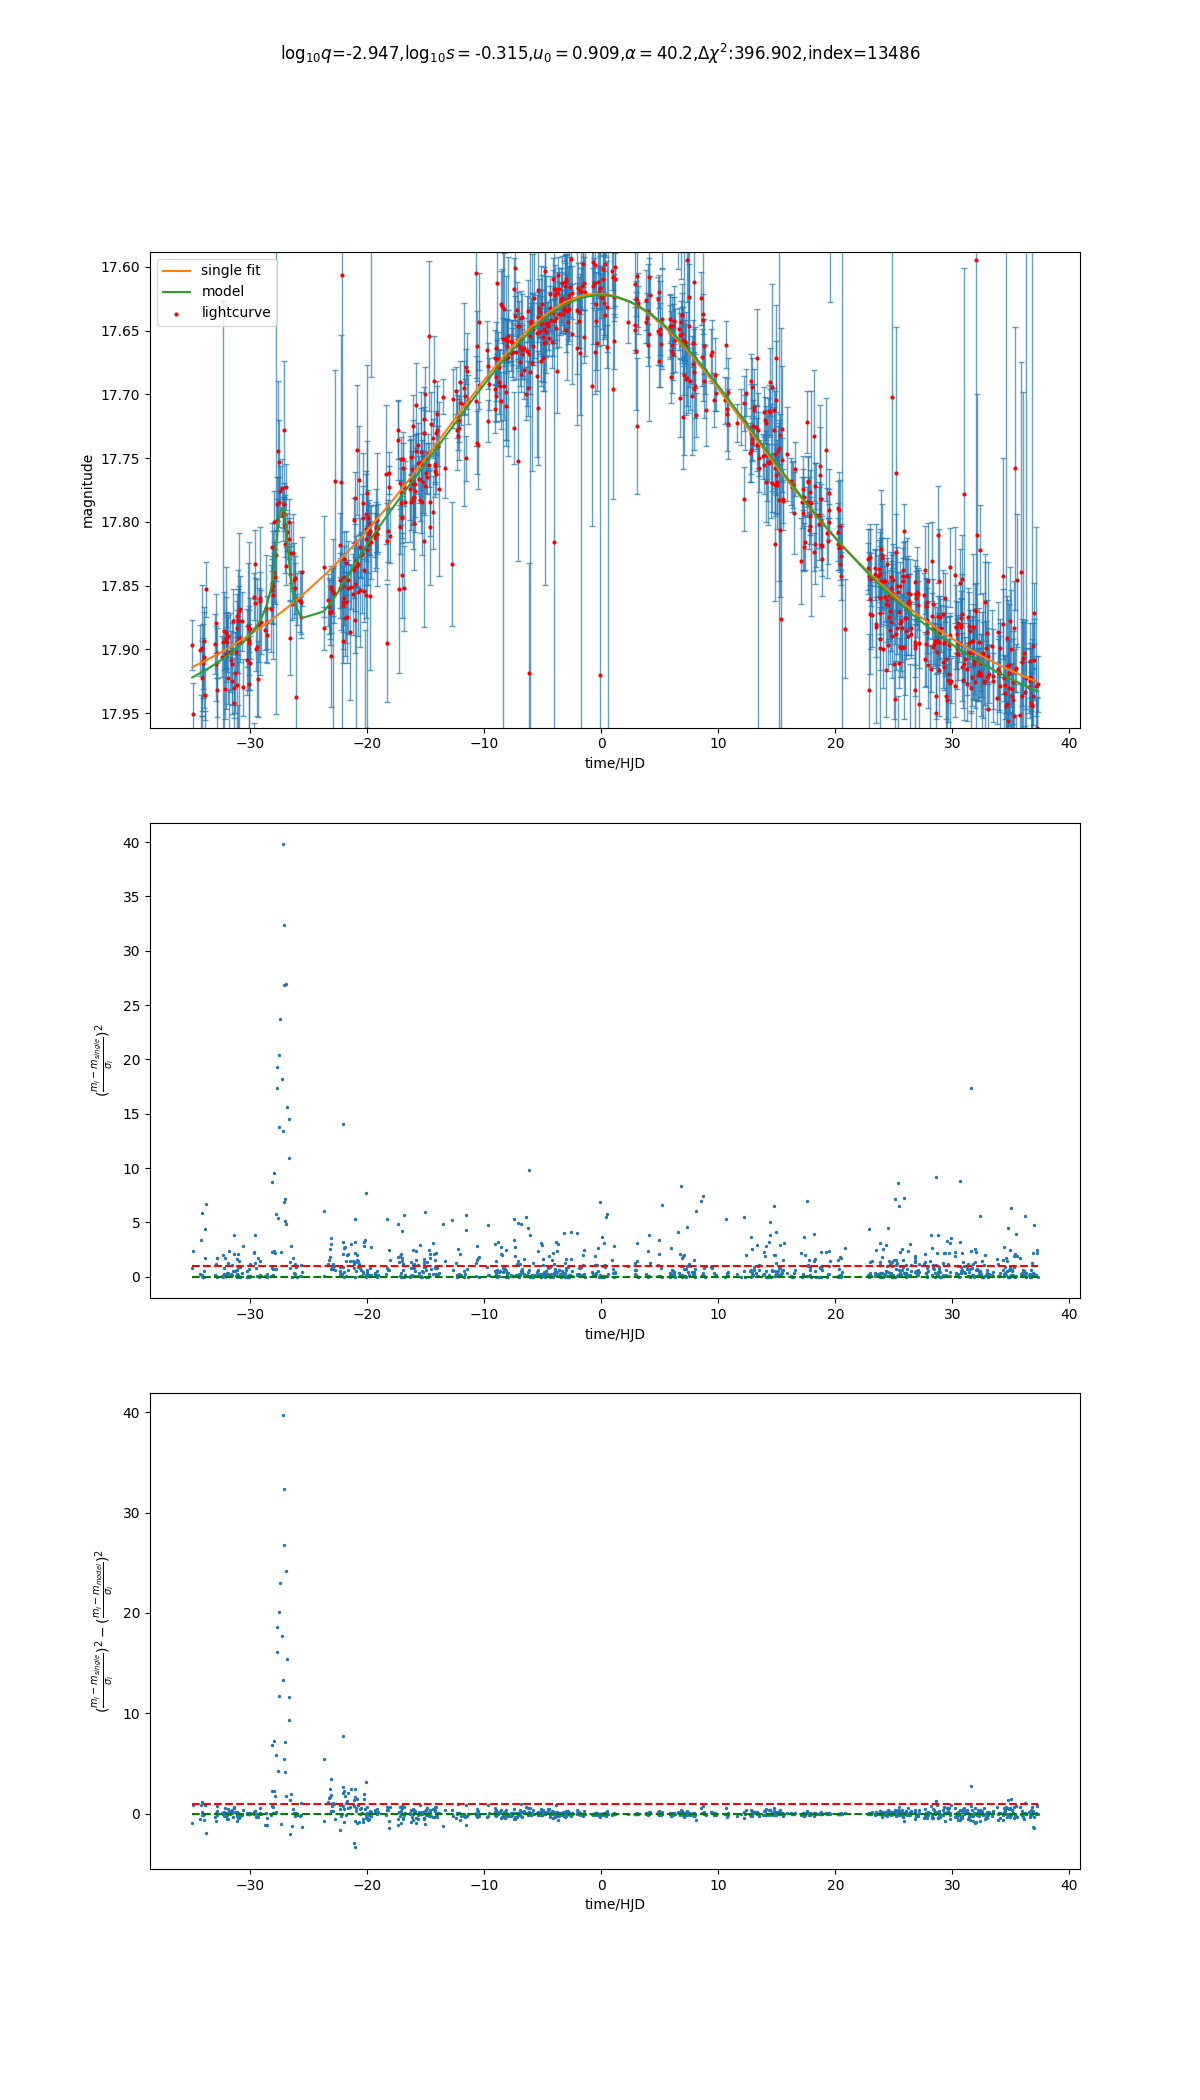 log₁₀q=-2.947,log₁₀s = -0.315,u₀ = 0.909,α = 40.2,Δχ²:396.902,index=13486
single fit
model
lightcurve
magnitude
17.60
17.65
17.70
17.75
17.80
17.85
17.90
17.95
−30 −20 −10 0 10 20 30 40
time/HJD
((mᵢ − m_single)/σᵢ)²
40
35
30
25
20
15
10
5
0
−30 −20 −10 0 10 20 30 40
time/HJD
((mᵢ − m_single)/σᵢ)² − ((mᵢ − m_model)/σᵢ)²
40
30
20
10
0
−30 −20 −10 0 10 20 30 40
time/HJD